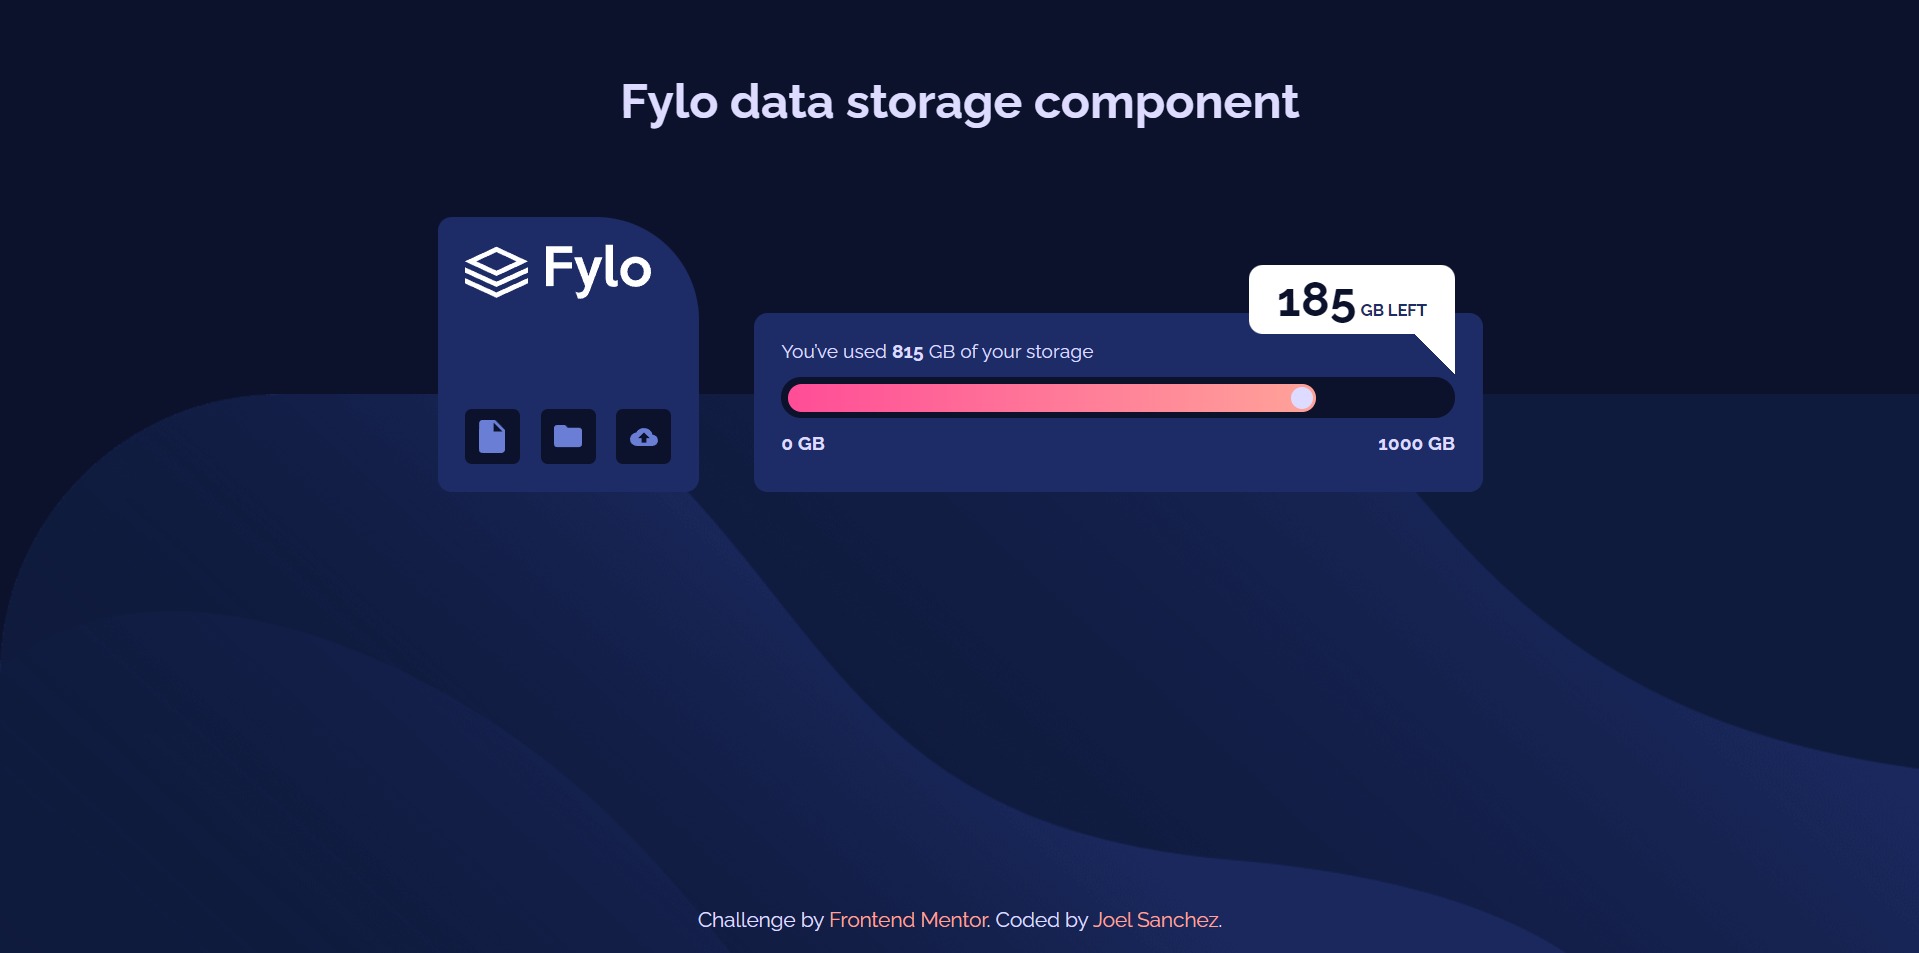 Fylo data storage component
Fylo
185 GB LEFT
You’ve used 815 GB of your storage
0 GB
1000 GB
Challenge by Frontend Mentor. Coded by Joel Sanchez.